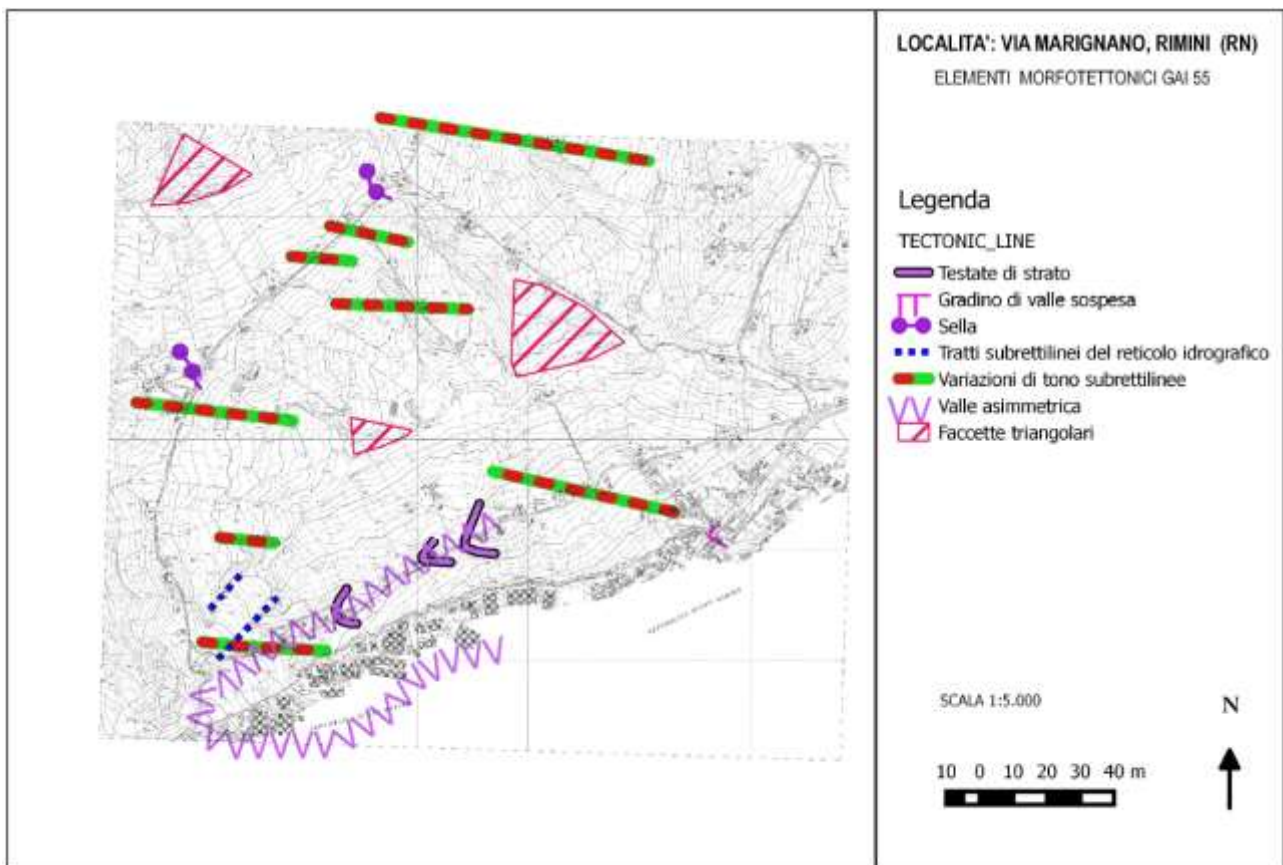 LOCALITA': VIA MARIGNANO, RIMINI (RN)
ELEMENTI MORFOTETTONICI GAI 55
Legenda
TECTONIC_LINE
Testate di strato
Gradino di valle sospesa
Sella
Tratti subrettilinei del reticolo idrografico
Variazioni di tono subrettilinee
Valle asimmetrica
Faccette triangolari
SCALA 1:5.000
N
10 0 10 20 30 40 m